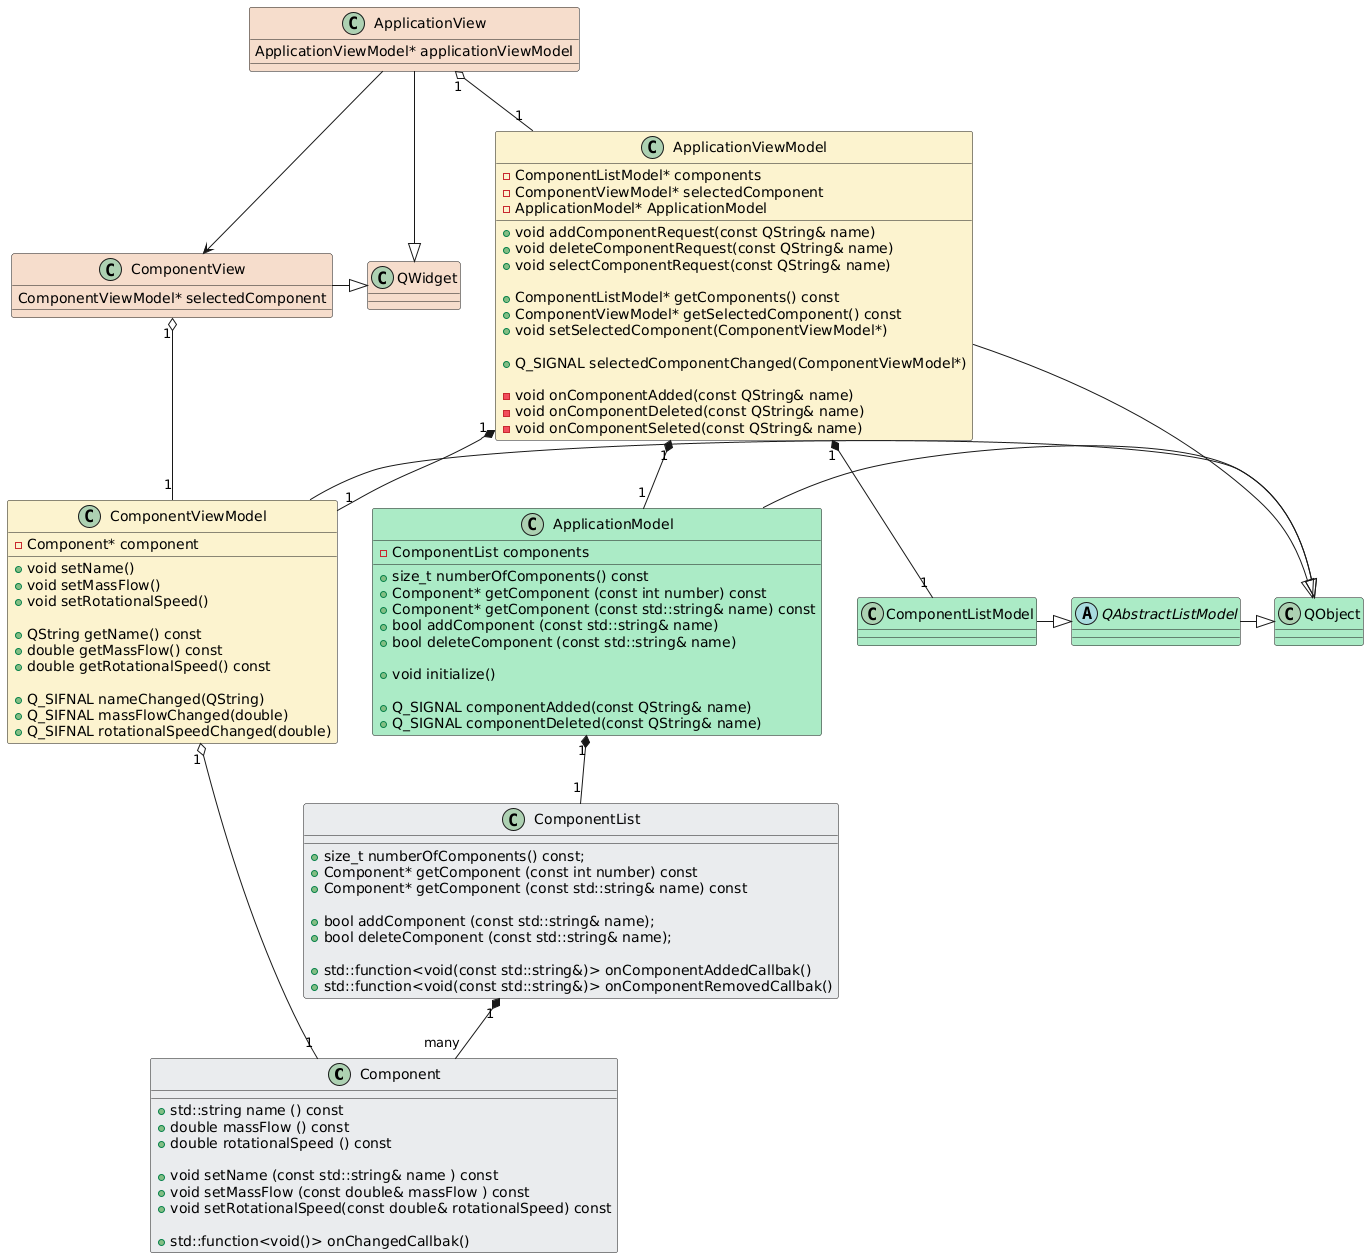 C ApplicationView
ApplicationViewModel* applicationViewModel
1
1
C ApplicationViewModel
ComponentListModel* components
ComponentViewModel* selectedComponent
ApplicationModel* ApplicationModel
void addComponentRequest(const QString& name)
void deleteComponentRequest(const QString& name)
void selectComponentRequest(const QString& name)
ComponentListModel* getComponents() const
ComponentViewModel* getSelectedComponent() const
void setSelectedComponent(ComponentViewModel*)
Q_SIGNAL selectedComponentChanged(ComponentViewModel*)
void onComponentAdded(const QString& name)
void onComponentDeleted(const QString& name)
void onComponentSeleted(const QString& name)
C ComponentView
ComponentViewModel* selectedComponent
C QWidget
1
1
1
1
1
1
1
1
C ComponentViewModel
Component* component
void setName()
void setMassFlow()
void setRotationalSpeed()
QString getName() const
double getMassFlow() const
double getRotationalSpeed() const
Q_SIFNAL nameChanged(QString)
Q_SIFNAL massFlowChanged(double)
Q_SIFNAL rotationalSpeedChanged(double)
C ApplicationModel
ComponentList components
size_t numberOfComponents() const
Component* getComponent (const int number) const
Component* getComponent (const std::string& name) const
bool addComponent (const std::string& name)
bool deleteComponent (const std::string& name)
void initialize()
Q_SIGNAL componentAdded(const QString& name)
Q_SIGNAL componentDeleted(const QString& name)
C ComponentListModel
A QAbstractListModel
C QObject
1
1
1
1
C ComponentList
size_t numberOfComponents() const;
Component* getComponent (const int number) const
Component* getComponent (const std::string& name) const
bool addComponent (const std::string& name);
bool deleteComponent (const std::string& name);
std::function<void(const std::string&)> onComponentAddedCallbak()
std::function<void(const std::string&)> onComponentRemovedCallbak()
1
many
C Component
std::string name () const
double massFlow () const
double rotationalSpeed () const
void setName (const std::string& name ) const
void setMassFlow (const double& massFlow ) const
void setRotationalSpeed(const double& rotationalSpeed) const
std::function<void()> onChangedCallbak()